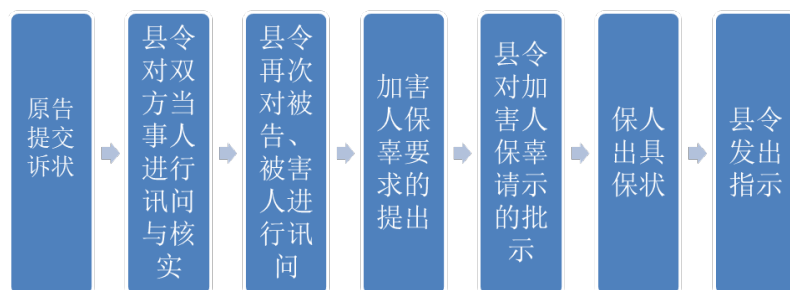 原告
提交
诉状
县令
对双
方当
事人
进行
讯问
与核
实
县令
再次
对被
告、
被害
人进
行讯
问
加害
人保
辜要
求的
提出
县令
对加
害人
保辜
请示
的批
示
保人
出具
保状
县令
发出
指示